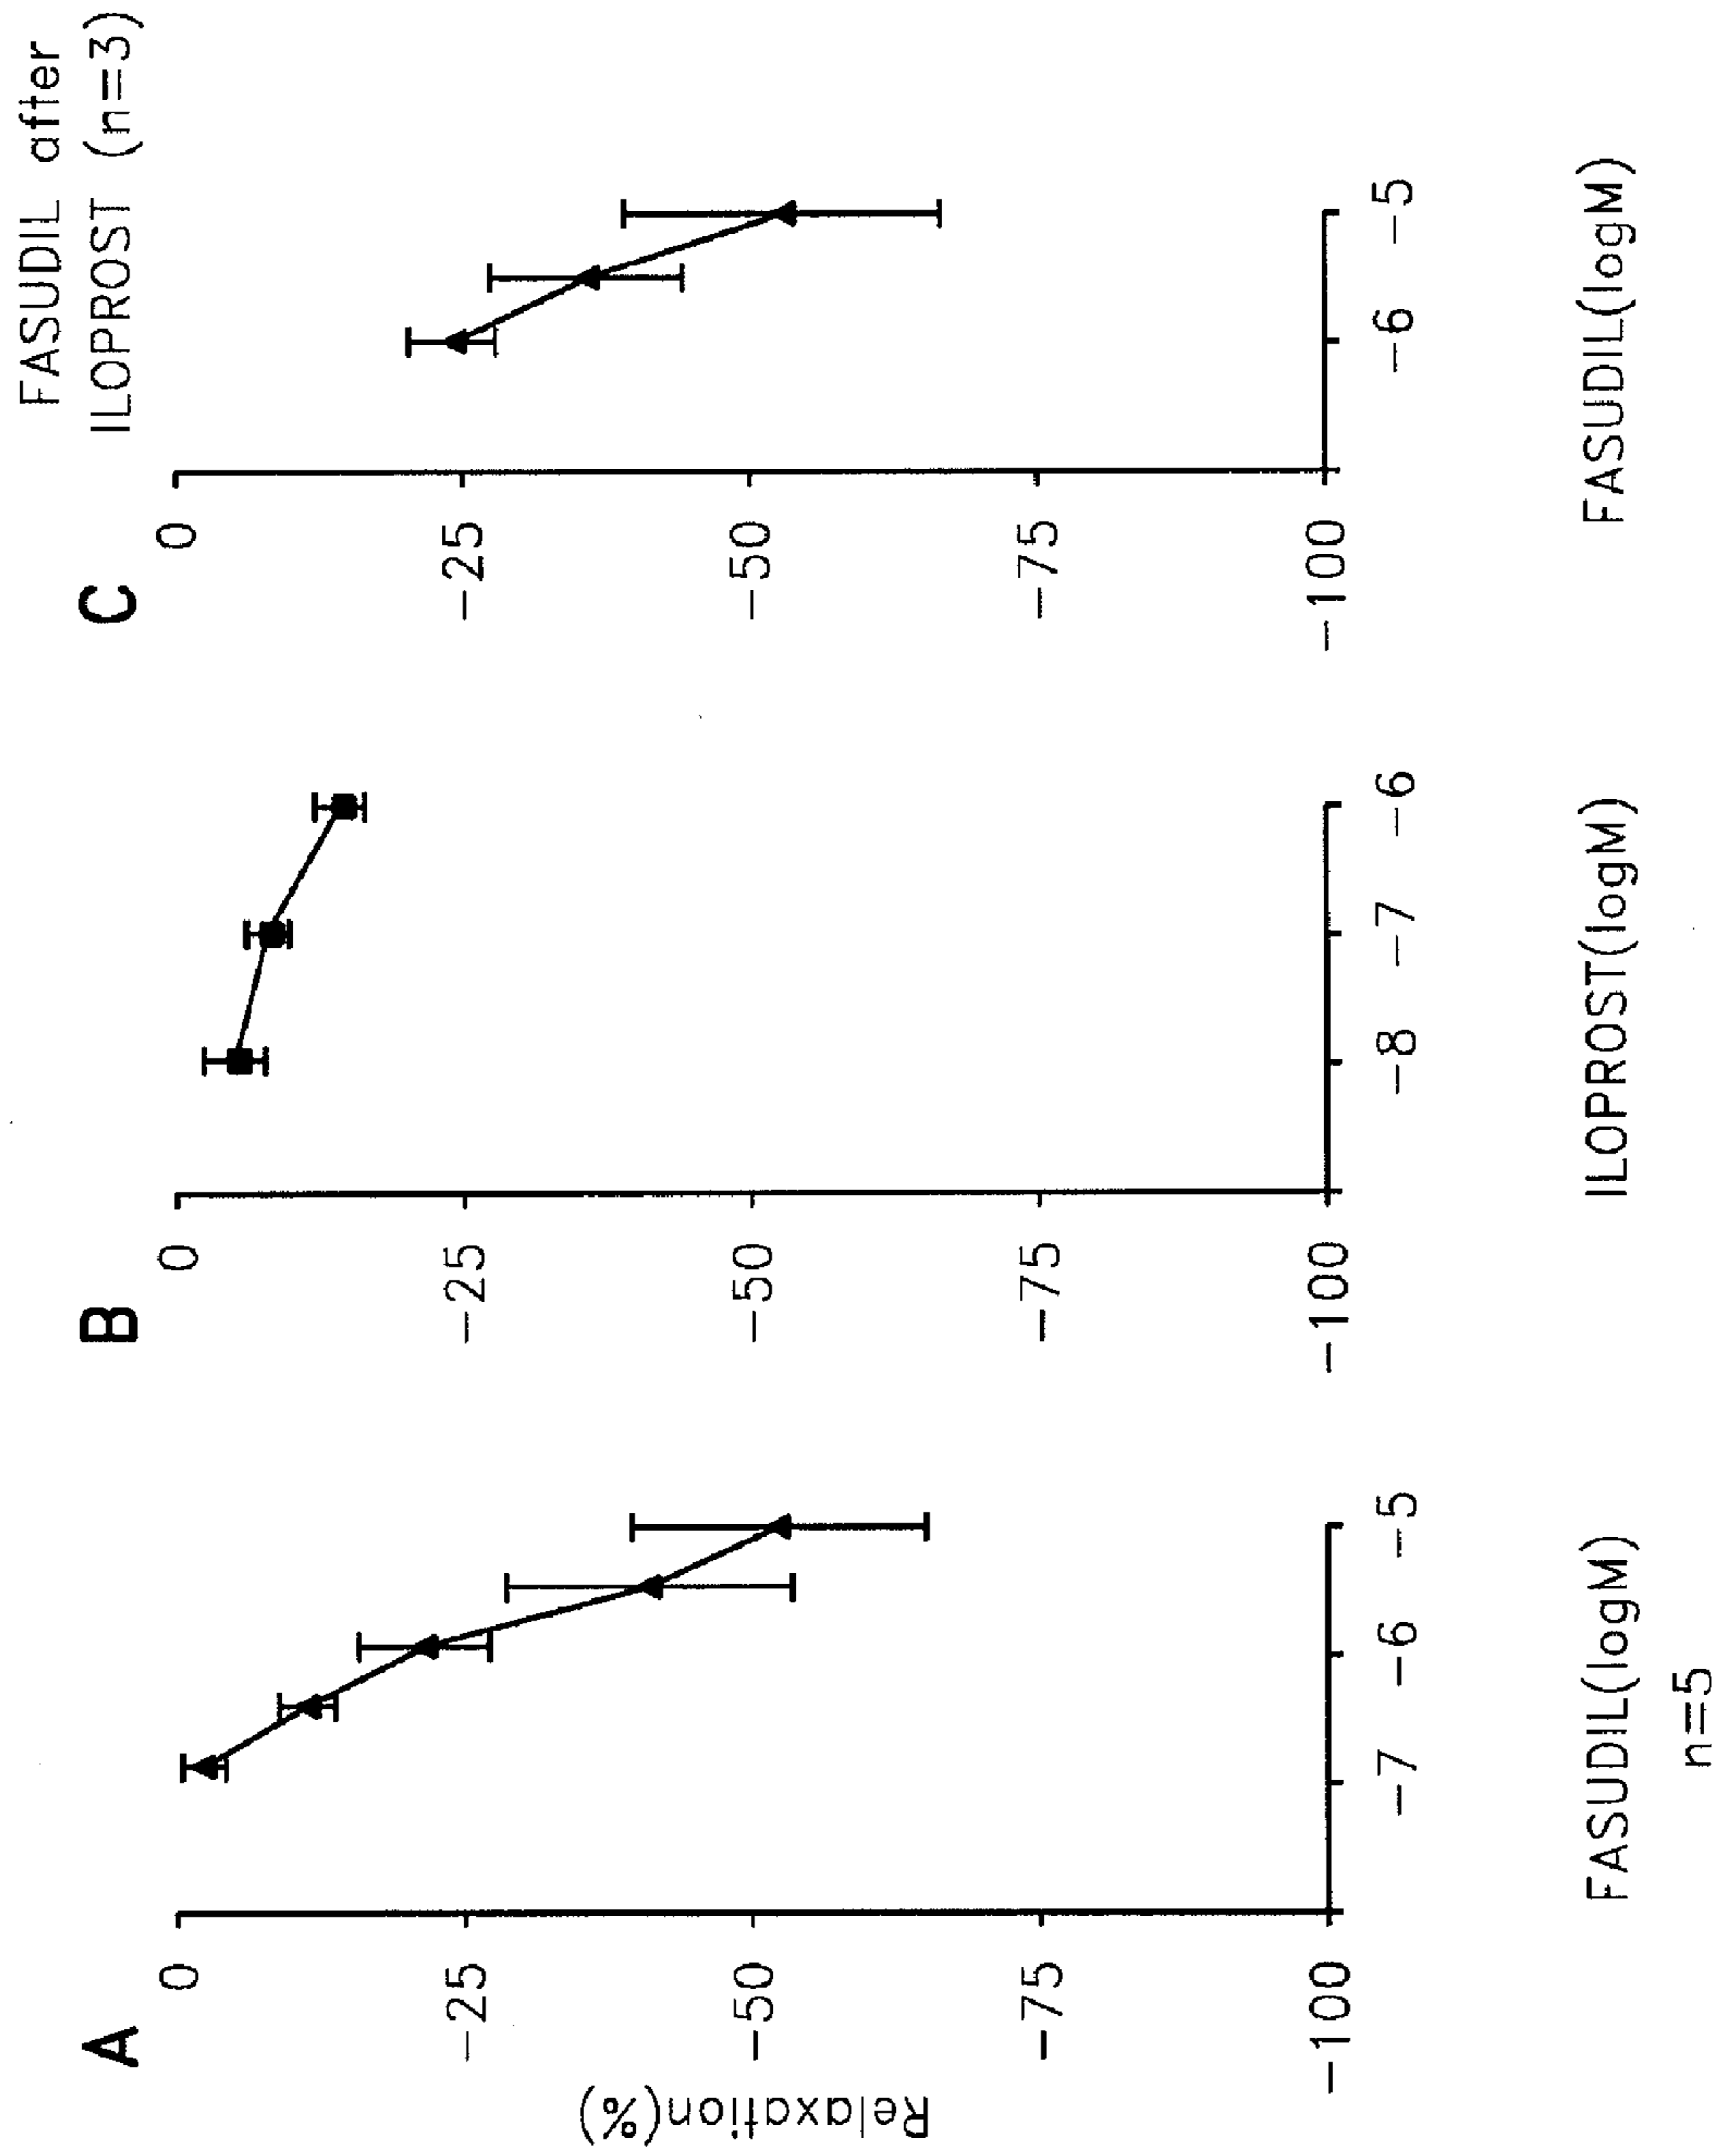 A
Relaxation(%)
0
−25
−50
−75
−100
−7 −6 −5
FASUDIL(logM)
n=5
B
0
−25
−50
−75
−100
−8 −7 −6
ILOPROST(logM)
C
FASUDIL after
ILOPROST (n=3)
0
−25
−50
−75
−100
−6 −5
FASUDIL(logM)